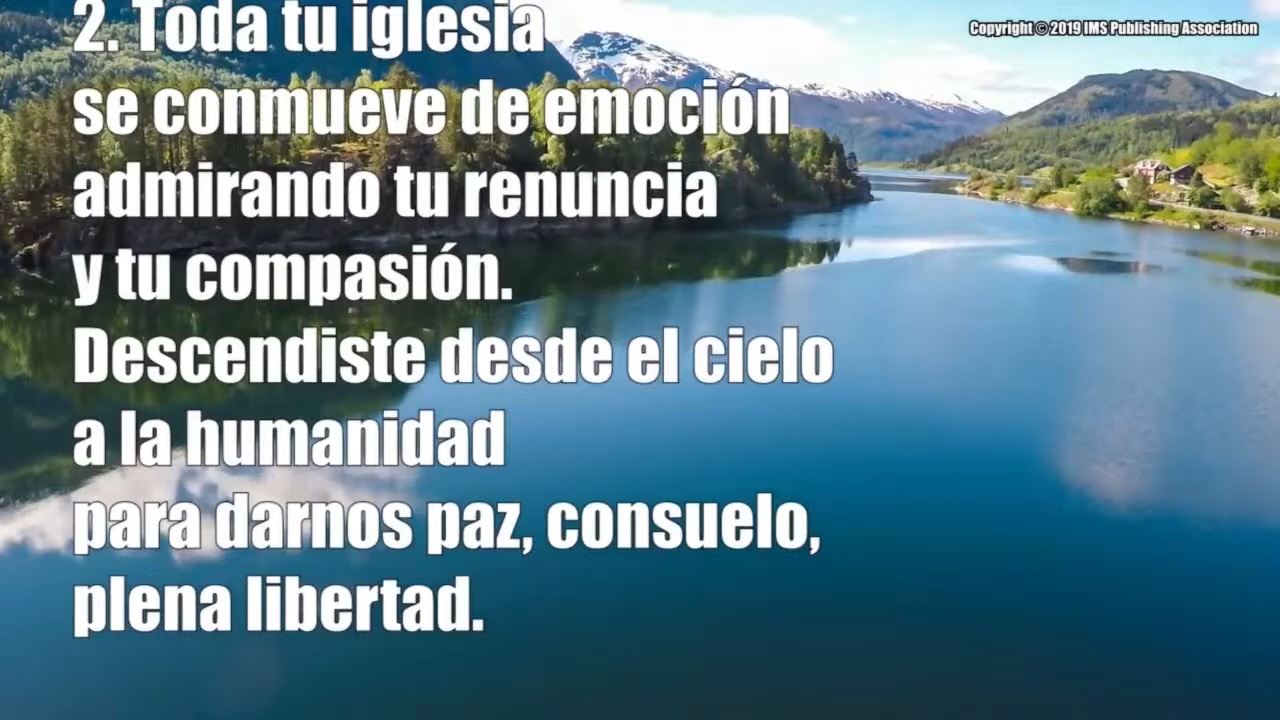 Copyright ©2019 IMS Publishing Association
2. Toda tu iglesia
se conmueve de emoción
admirando tu renuncia
y tu compasión.
Descendiste desde el cielo
a la humanidad
para darnos paz, consuelo,
plena libertad.